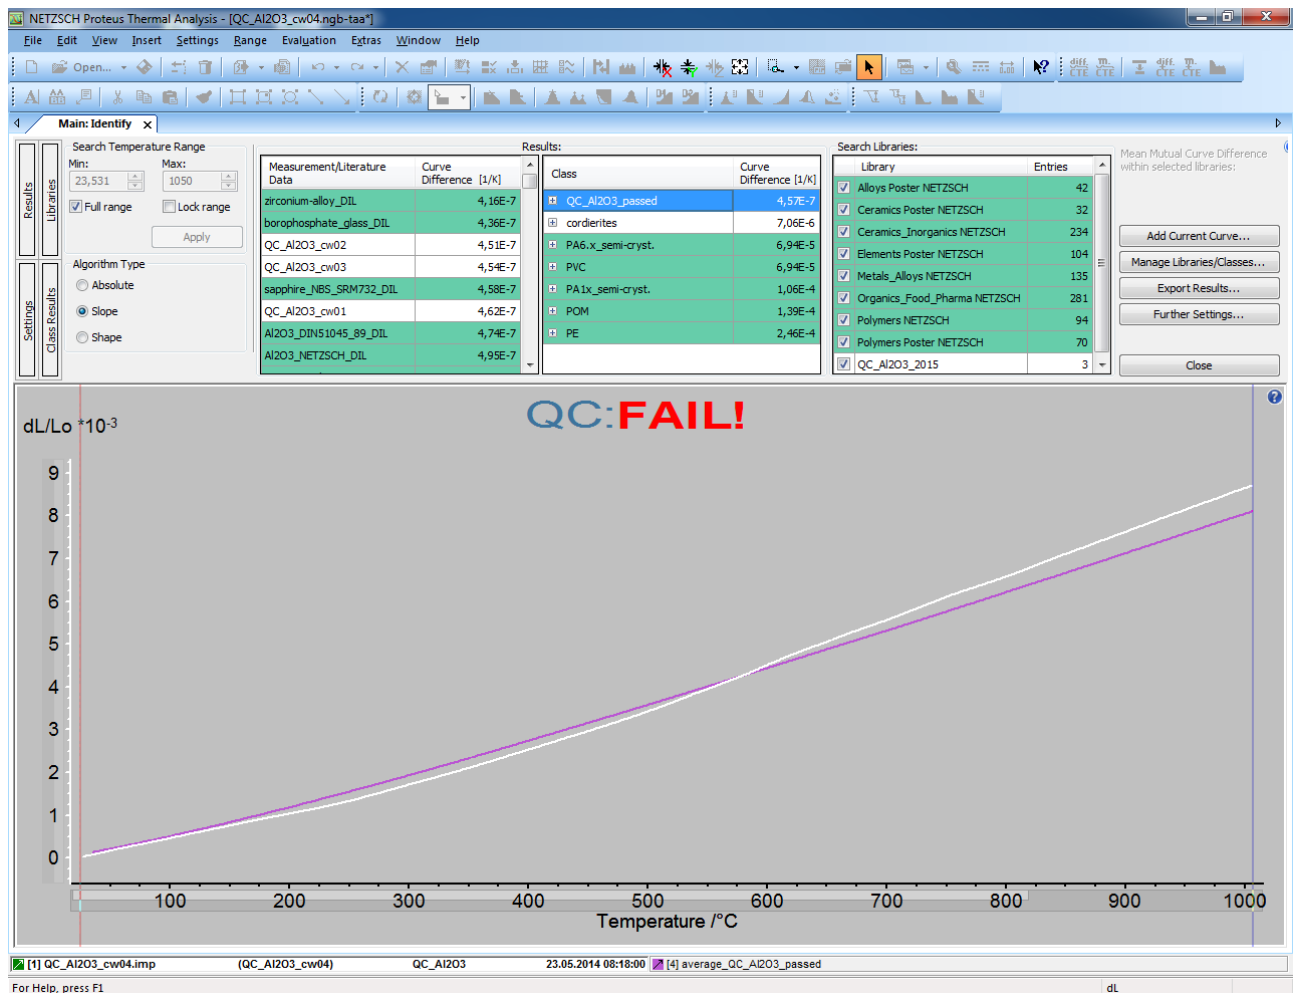 NETZSCH Proteus Thermal Analysis - [QC_Al2O3_cw04.ngb-taa*]
File Edit View Insert Settings Range Evaluation Extras Window Help
Open...
diff. CTE m. CTE diff. CTE m. CTE
Main: Identify x
Results
Libraries
Settings
Class Results
Search Temperature Range
Min: Max:
23,531 1050
Full range Lock range
Apply
Algorithm Type
Absolute
Slope
Shape
Results:
Measurement/Literature Data Curve Difference [1/K]
zirconium-alloy_DIL 4,16E-7
borophosphate_glass_DIL 4,36E-7
QC_Al2O3_cw02 4,51E-7
QC_Al2O3_cw03 4,54E-7
sapphire_NBS_SRM732_DIL 4,58E-7
QC_Al2O3_cw01 4,62E-7
Al2O3_DIN51045_89_DIL 4,74E-7
Al2O3_NETZSCH_DIL 4,95E-7
Class Curve Difference [1/K]
QC_Al2O3_passed 4,57E-7
cordierites 7,06E-6
PA6.x_semi-cryst. 6,94E-5
PVC 6,94E-5
PA1x_semi-cryst. 1,06E-4
POM 1,39E-4
PE 2,46E-4
Search Libraries:
Library Entries
Alloys Poster NETZSCH 42
Ceramics Poster NETZSCH 32
Ceramics_Inorganics NETZSCH 234
Elements Poster NETZSCH 104
Metals_Alloys NETZSCH 135
Organics_Food_Pharma NETZSCH 281
Polymers NETZSCH 94
Polymers Poster NETZSCH 70
QC_Al2O3_2015 3
Mean Mutual Curve Difference
within selected libraries:
Add Current Curve...
Manage Libraries/Classes...
Export Results...
Further Settings...
Close
QC:FAIL!
dL/Lo *10-3
9
8
7
6
5
4
3
2
1
0
100 200 300 400 500 600 700 800 900 1000
Temperature /°C
[1] QC_Al2O3_cw04.imp (QC_Al2O3_cw04) QC_Al2O3 23.05.2014 08:18:00 [4] average_QC_Al2O3_passed
For Help, press F1 dL